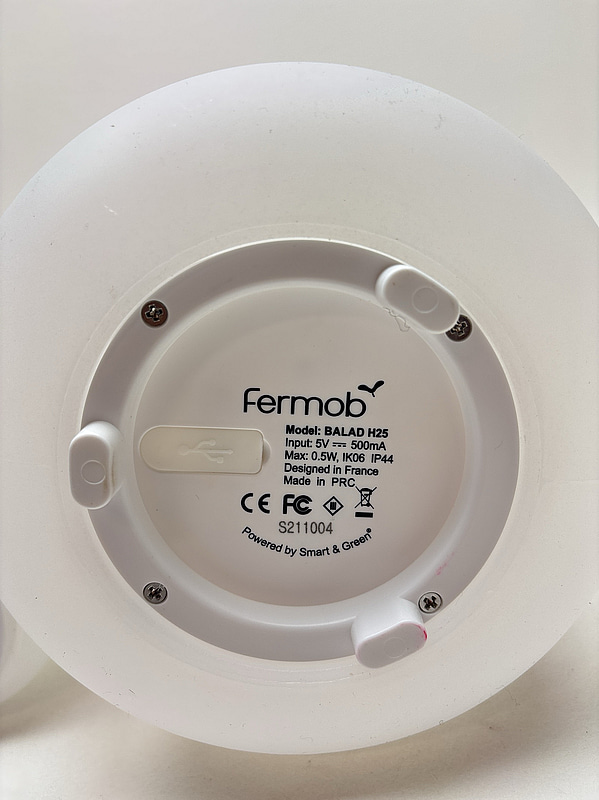 fermob
Model: BALAD H25
Input: 5V ⎓ 500mA
Max: 0.5W, IK06 IP44
Designed in France
Made in PRC
CE FC
S211004
Powered by Smart & Green®